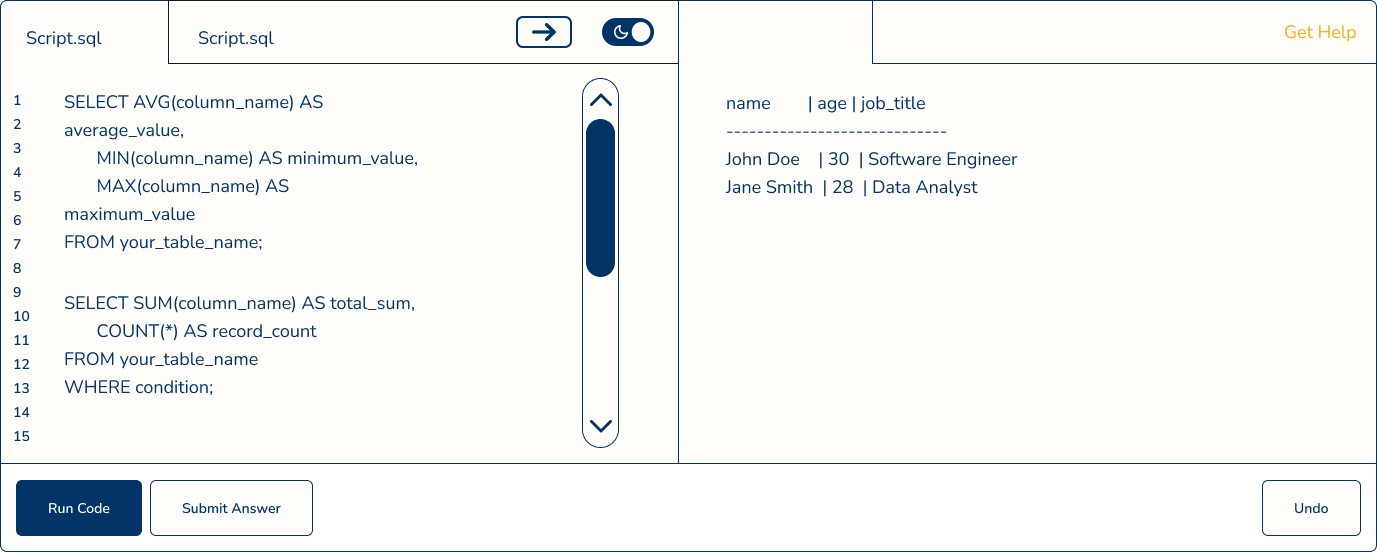 Script.sql
Script.sql
Get Help
1
2
3
4
5
6
7
8
9
10
11
12
13
14
15
SELECT AVG(column_name) AS
average_value,
MIN(column_name) AS minimum_value,
MAX(column_name) AS
maximum_value
FROM your_table_name;
SELECT SUM(column_name) AS total_sum,
COUNT(*) AS record_count
FROM your_table_name
WHERE condition;
name | age | job_title
-----------------------------
John Doe | 30 | Software Engineer
Jane Smith | 28 | Data Analyst
Run Code
Submit Answer
Undo